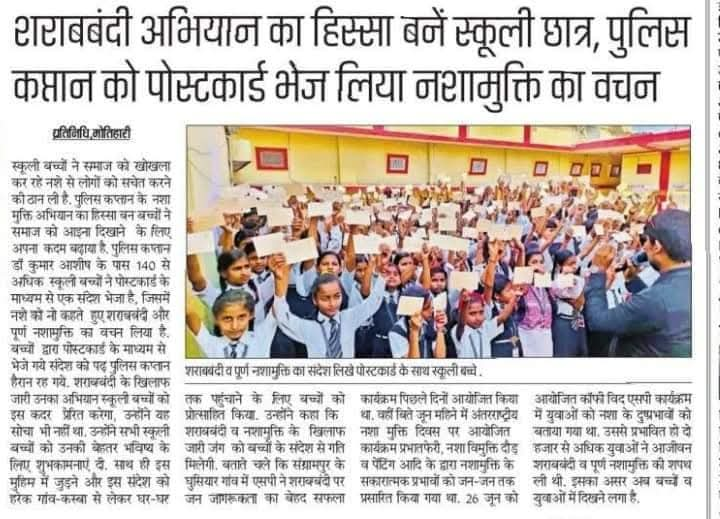 शराबबंदी अभियान का हिस्सा बनें स्कूली छात्र, पुलिस
कप्तान को पोस्टकार्ड भेज लिया नशामुक्ति का वचन
प्रतिनिधि,मोतिहारी
स्कूली बच्चों ने समाज को खोखला
कर रहे नशे से लोगों को सचेत करने
की ठान ली है. पुलिस कप्तान के नशा
मुक्ति अभियान का हिस्सा बन बच्चों ने
समाज को आइना दिखाने के लिए
अपना कदम बढ़ाया है. पुलिस कप्तान
डॉ कुमार आशीष के पास 140 से
अधिक स्कूली बच्चों ने पोस्टकार्ड के
माध्यम से एक संदेश भेजा है, जिसमें
नशे को नो कहते हुए शराबबंदी और
पूर्ण नशामुक्ति का वचन लिया है.
बच्चों द्वारा पोस्टकार्ड के माध्यम से
भेजे गये संदेश को पढ़ पुलिस कप्तान
हैरान रह गये. शराबबंदी के खिलाफ
जारी उनका अभियान स्कूली बच्चों को
इस कदर प्रेरित करेगा, उन्होंने यह
सोचा भी नहीं था. उन्होंने सभी स्कूली
बच्चों को उनकी बेहतर भविष्य के
लिए शुभकामनाएं दी. साथ ही इस
मुहिम में जुड़ने और इस संदेश को
हरेक गांव-कस्बा से लेकर घर-घर
शराबबंदी व पूर्ण नशामुक्ति का संदेश लिखे पोस्टकार्ड के साथ स्कूली बच्चे.
तक पहुंचाने के लिए बच्चों को
प्रोत्साहित किया. उन्होंने कहा कि
शराबबंदी व नशामुक्ति के खिलाफ
जारी जंग को बच्चों के संदेश से गति
मिलेगी. बताते चले कि संग्रामपुर के
घुसियार गांव में एसपी ने शराबबंदी पर
जन जागरूकता का बेहद सफला
कार्यक्रम पिछले दिनों आयोजित किया
था. वहीं बिते जून महिने में अंतरराष्ट्रीय
नशा मुक्ति दिवस पर आयोजित
कार्यक्रम प्रभातफेरी, नशा विमुक्ति दौड़
व पेंटिंग आदि के द्वारा नशामुक्ति के
सकारात्मक प्रभावों को जन-जन तक
प्रसारित किया गया था. 26 जून को
आयोजित कॉफी विद एसपी कार्यक्रम
में युवाओं को नशा के दुष्प्रभावों को
बताया गया था. उससे प्रभावित हो दो
हजार से अधिक युवाओं ने आजीवन
शराबबंदी व पूर्ण नशामुक्ति की शपथ
ली थी. इसका असर अब बच्चों व
युवाओं में दिखने लगा है.